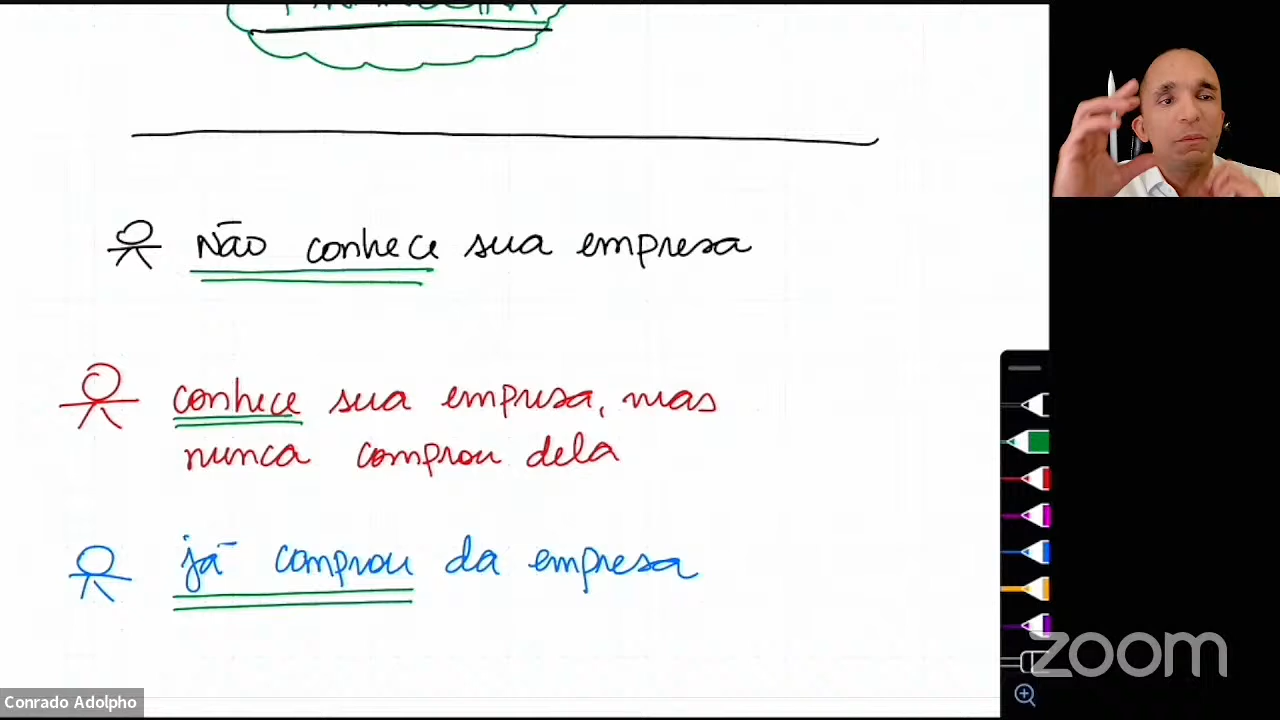 Não conhece sua empresa
conhece sua empresa, mas
nunca comprou dela
já comprou da empresa
zoom
Conrado Adolpho